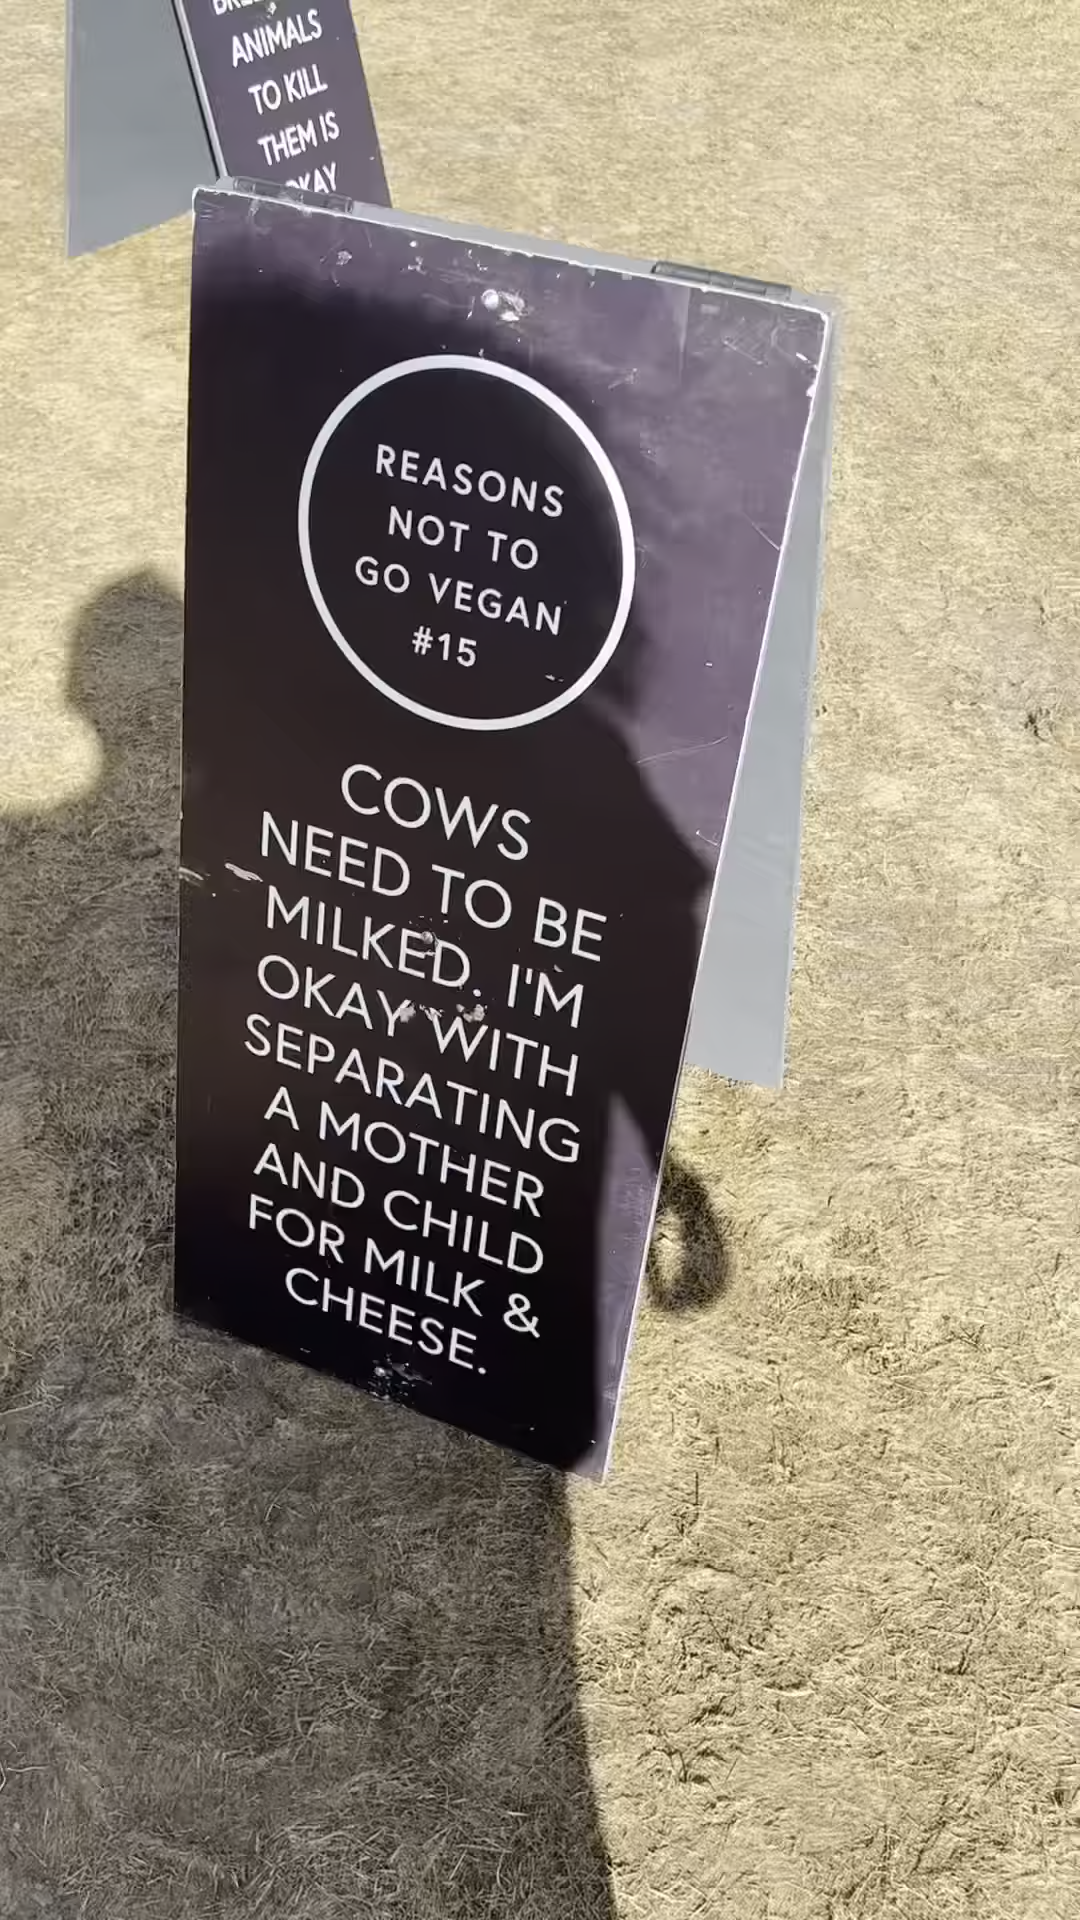 ANIMALS
TO KILL
THEM IS
OKAY
REASONS
NOT TO
GO VEGAN
#15
COWS
NEED TO BE
MILKED. I'M
OKAY WITH
SEPARATING
A MOTHER
AND CHILD
FOR MILK &
CHEESE.